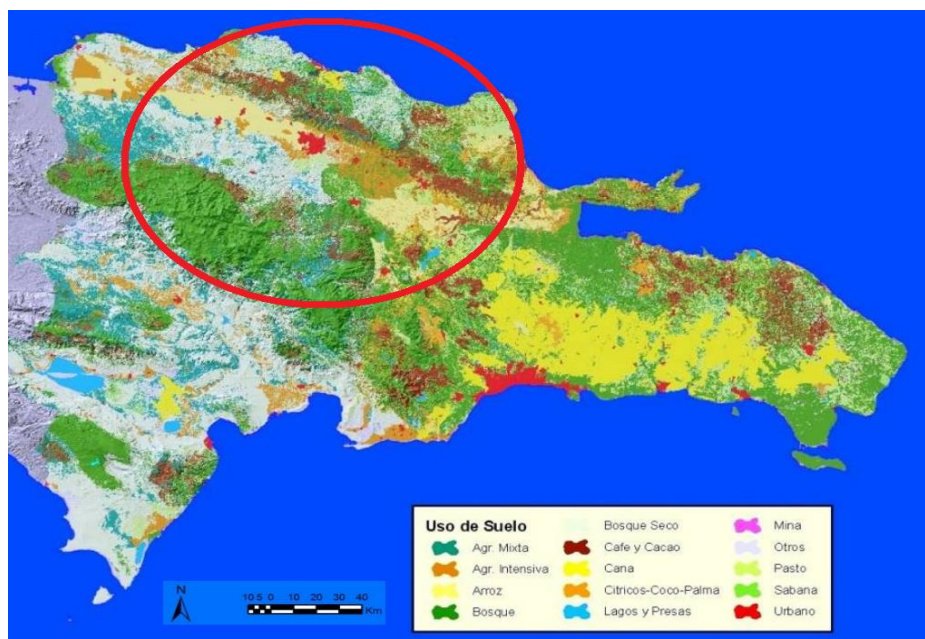 Uso de Suelo
Agr. Mixta
Agr. Intensiva
Arroz
Bosque
Bosque Seco
Cafe y Cacao
Cana
Citricos-Coco-Palma
Lagos y Presas
Mina
Otros
Pasto
Sabana
Urbano
N
10 5 0 10 20 30 40
Km